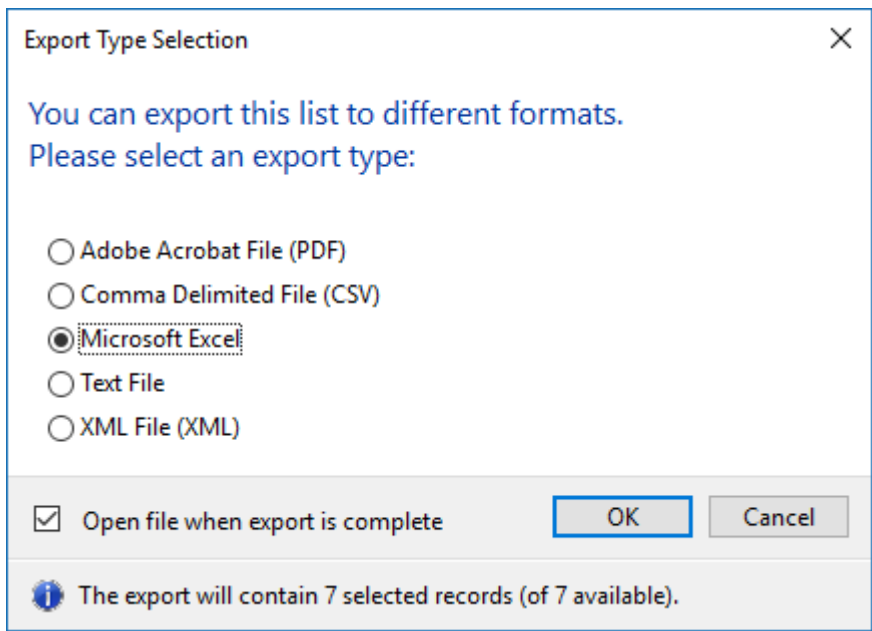 Export Type Selection
You can export this list to different formats.
Please select an export type:
Adobe Acrobat File (PDF)
Comma Delimited File (CSV)
Microsoft Excel
Text File
XML File (XML)
Open file when export is complete
OK
Cancel
The export will contain 7 selected records (of 7 available).